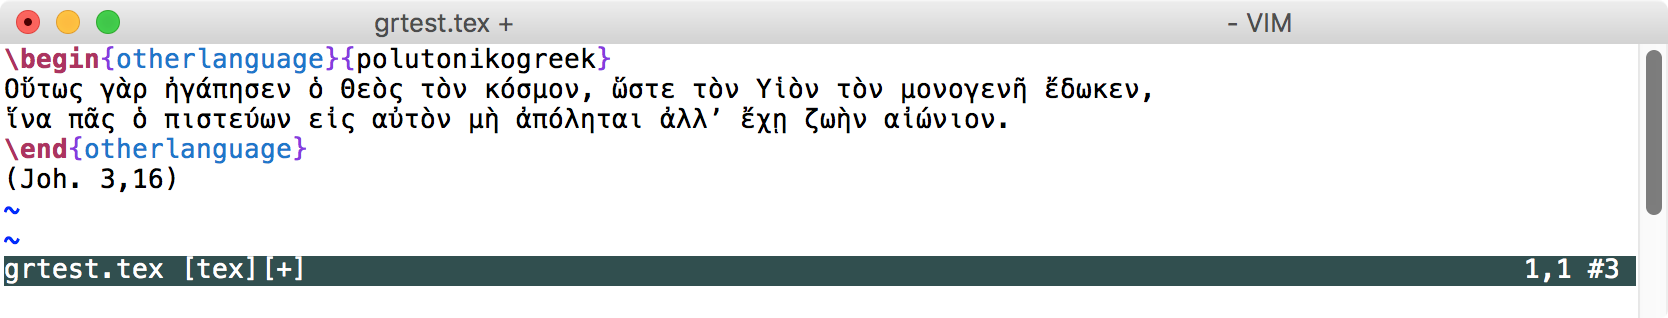 grtest.tex + - VIM
\begin{otherlanguage}{polutonikogreek}
Οὕτως γὰρ ἠγάπησεν ὁ Θεὸς τὸν κόσμον, ὥστε τὸν Υἱὸν τὸν μονογενῆ ἔδωκεν,
ἵνα πᾶς ὁ πιστεύων εἰς αὐτὸν μὴ ἀπόληται ἀλλ’ ἔχῃ ζωὴν αἰώνιον.
\end{otherlanguage}
(Joh. 3,16)
~
~
grtest.tex [tex][+] 1,1 #3